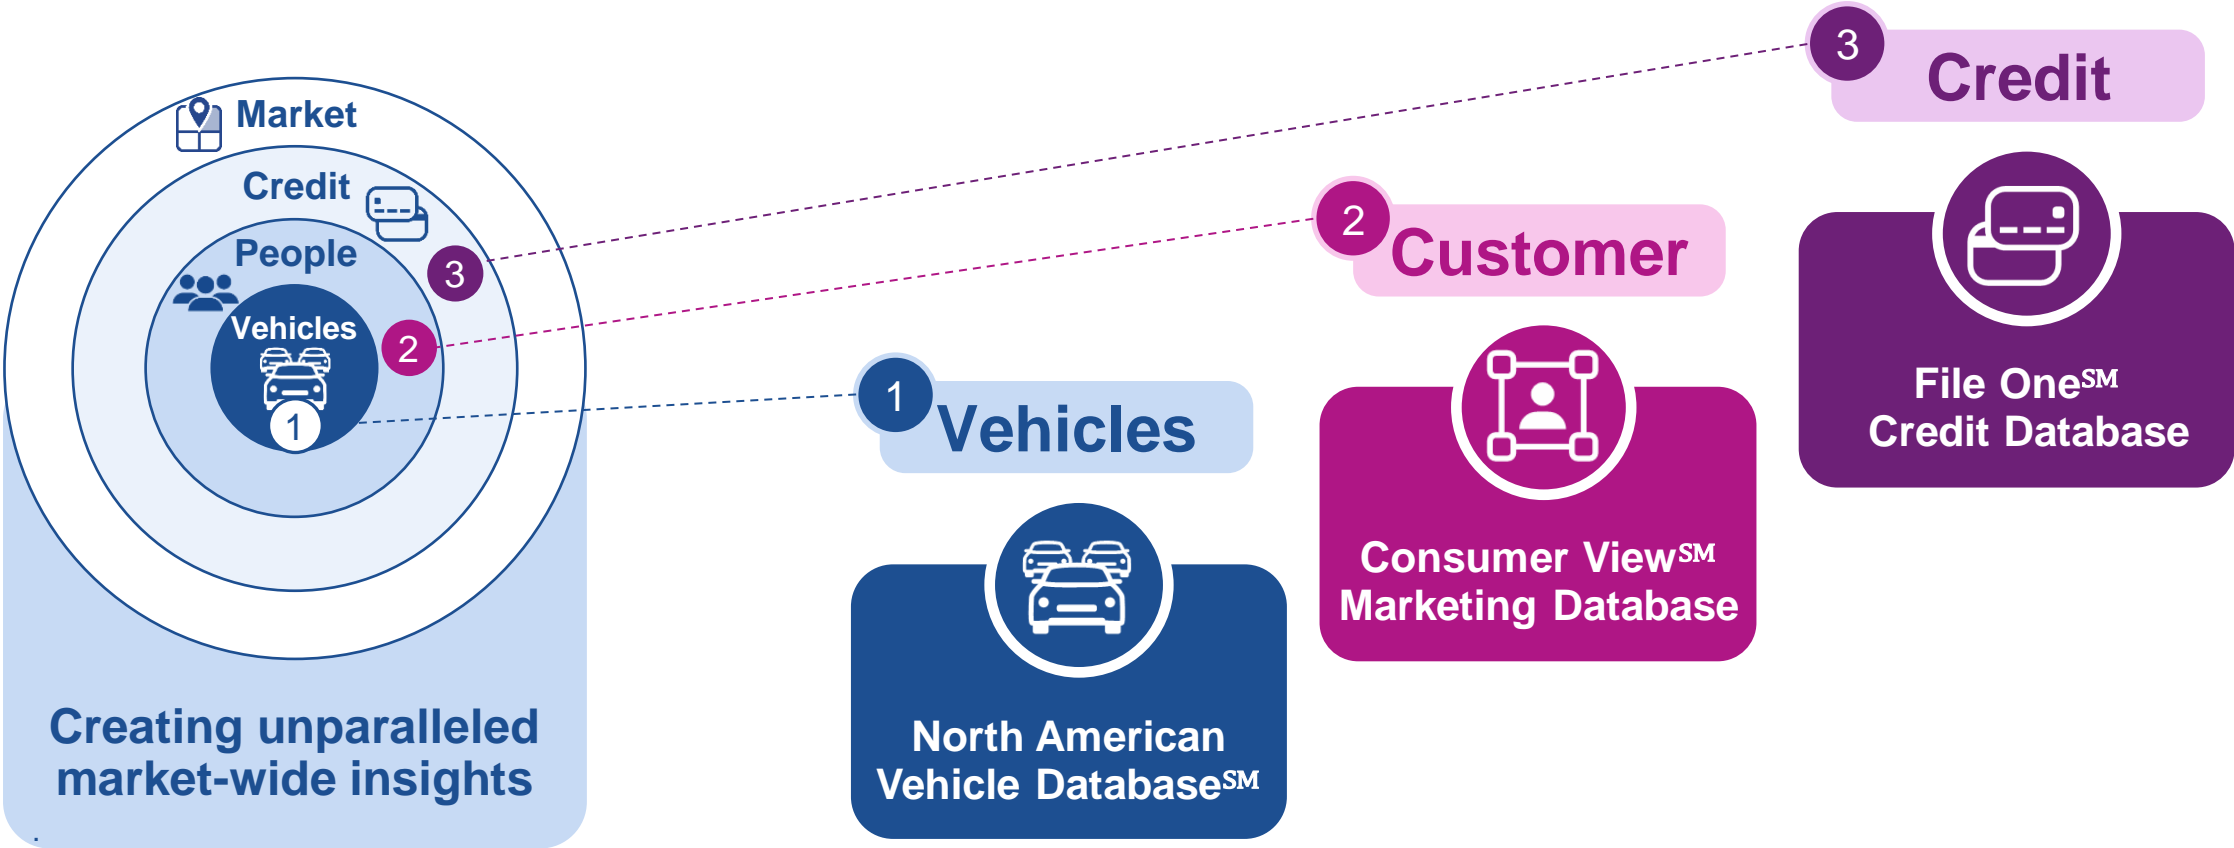 Market
Credit
People
3
Vehicles
2
1
Creating unparalleled
market-wide insights
.
1
Vehicles
North American
Vehicle Database℠
2
Customer
Consumer View℠
Marketing Database
3
Credit
File One℠
Credit Database